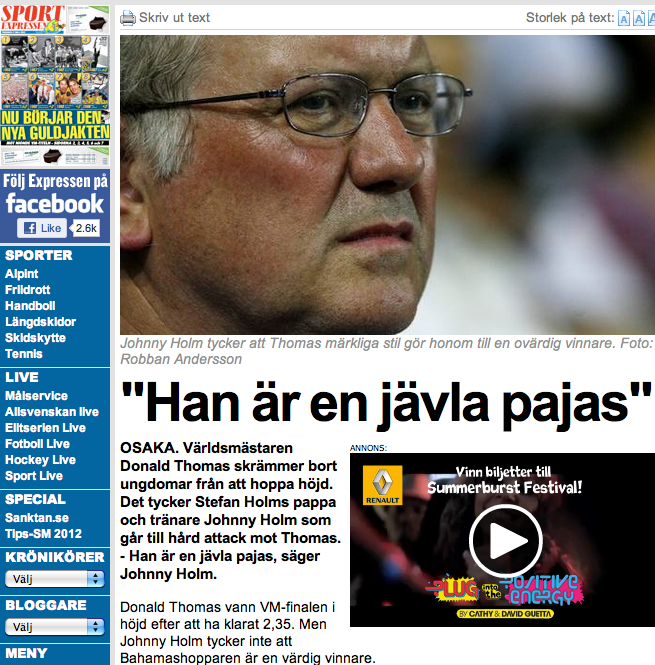 SPORT
EXPRESSEN
NU BÖRJAR DEN
NYA GULDJAKTEN
Följ Expressen på
facebook
Like 2.6k
SPORTER
Alpint
Friidrott
Handboll
Längdskidor
Skidskytte
Tennis
LIVE
Målservice
Allsvenskan live
Elitserien Live
Fotboll Live
Hockey Live
Sport Live
SPECIAL
Sanktan.se
Tips-SM 2012
KRÖNIKÖRER
Välj
BLOGGARE
Välj
MENY
Skriv ut text
Storlek på text: A A A
Johnny Holm tycker att Thomas märkliga stil gör honom till en ovärdig vinnare. Foto:
Robban Andersson
"Han är en jävla pajas"
OSAKA. Världsmästaren
Donald Thomas skrämmer bort
ungdomar från att hoppa höjd.
Det tycker Stefan Holms pappa
och tränare Johnny Holm som
går till hård attack mot Thomas.
- Han är en jävla pajas, säger
Johnny Holm.
ANNONS:
RENAULT
Vinn biljetter till
Summerburst Festival!
PLUG into the POSITIVE
ENERGY
BY CATHY & DAVID GUETTA
Donald Thomas vann VM-finalen i
höjd efter att ha klarat 2,35. Men
Johnny Holm tycker inte att
Bahamashopparen är en värdig vinnare.